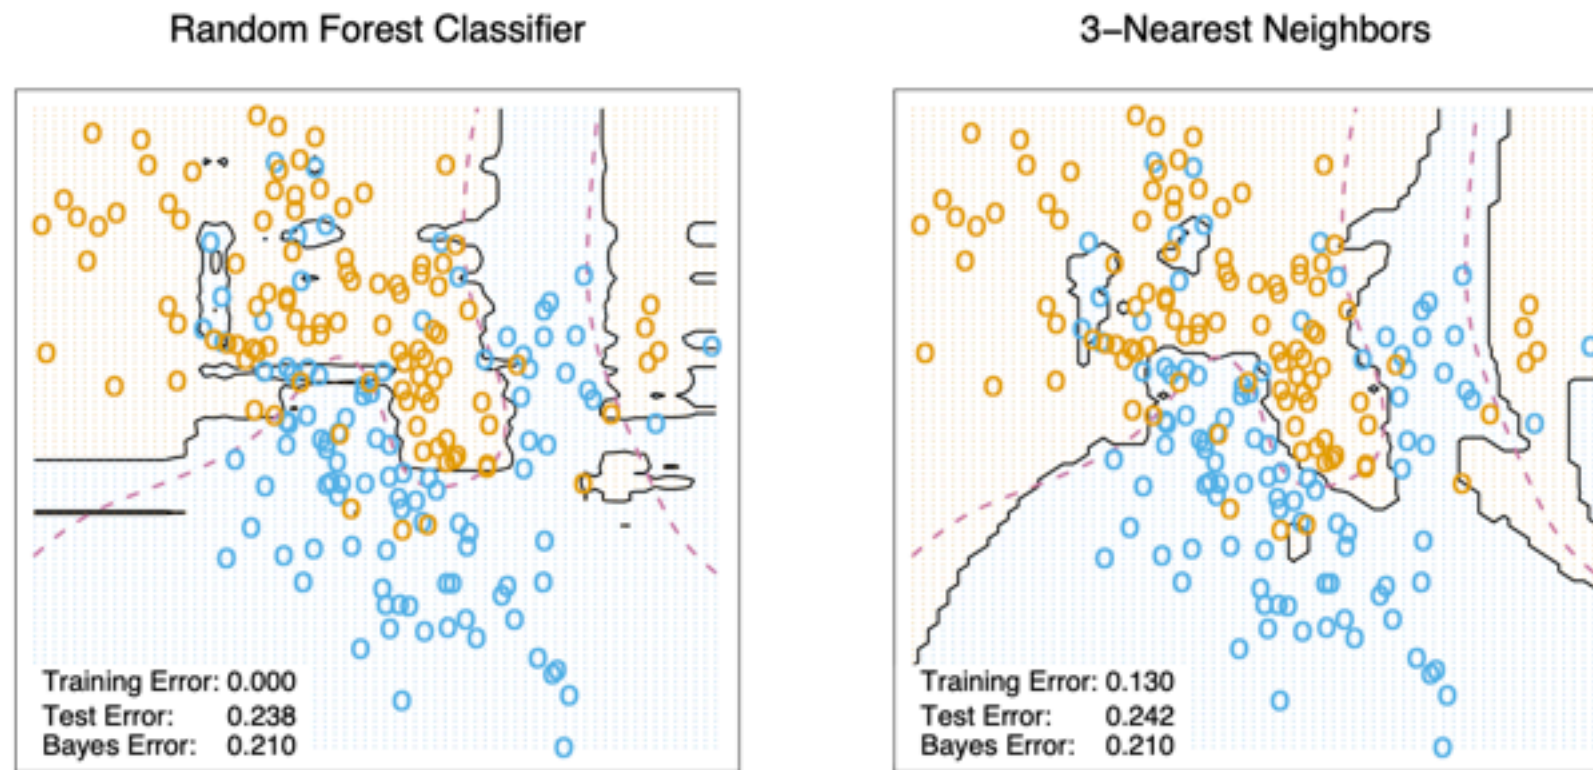 Random Forest Classifier
3–Nearest Neighbors
Training Error: 0.000
Test Error: 0.238
Bayes Error: 0.210
Training Error: 0.130
Test Error: 0.242
Bayes Error: 0.210